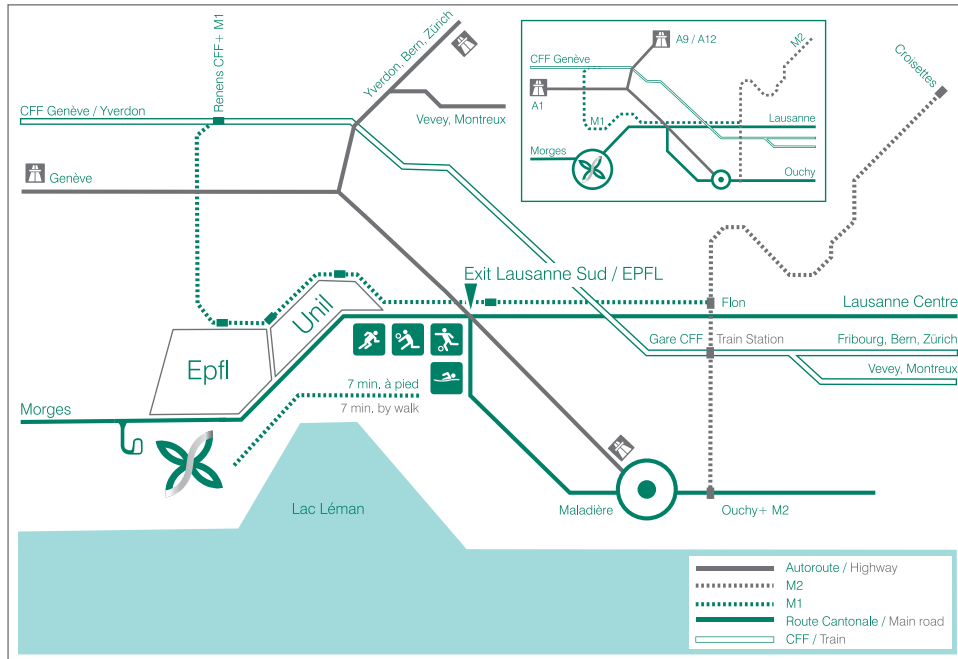 Renens CFF + M1
Yverdon, Bern, Zürich
CFF Genève / Yverdon
Vevey, Montreux
Genève
A9 / A12
M2
CFF Genève
A1
M1
Lausanne
Morges
Ouchy
Croisettes
Exit Lausanne Sud / EPFL
Flon
Lausanne Centre
Unil
Epfl
Gare CFF
Train Station
Fribourg, Bern, Zürich
Vevey, Montreux
7 min. à pied
7 min. by walk
Morges
Lac Léman
Maladière
Ouchy + M2
Autoroute / Highway
M2
M1
Route Cantonale / Main road
CFF / Train